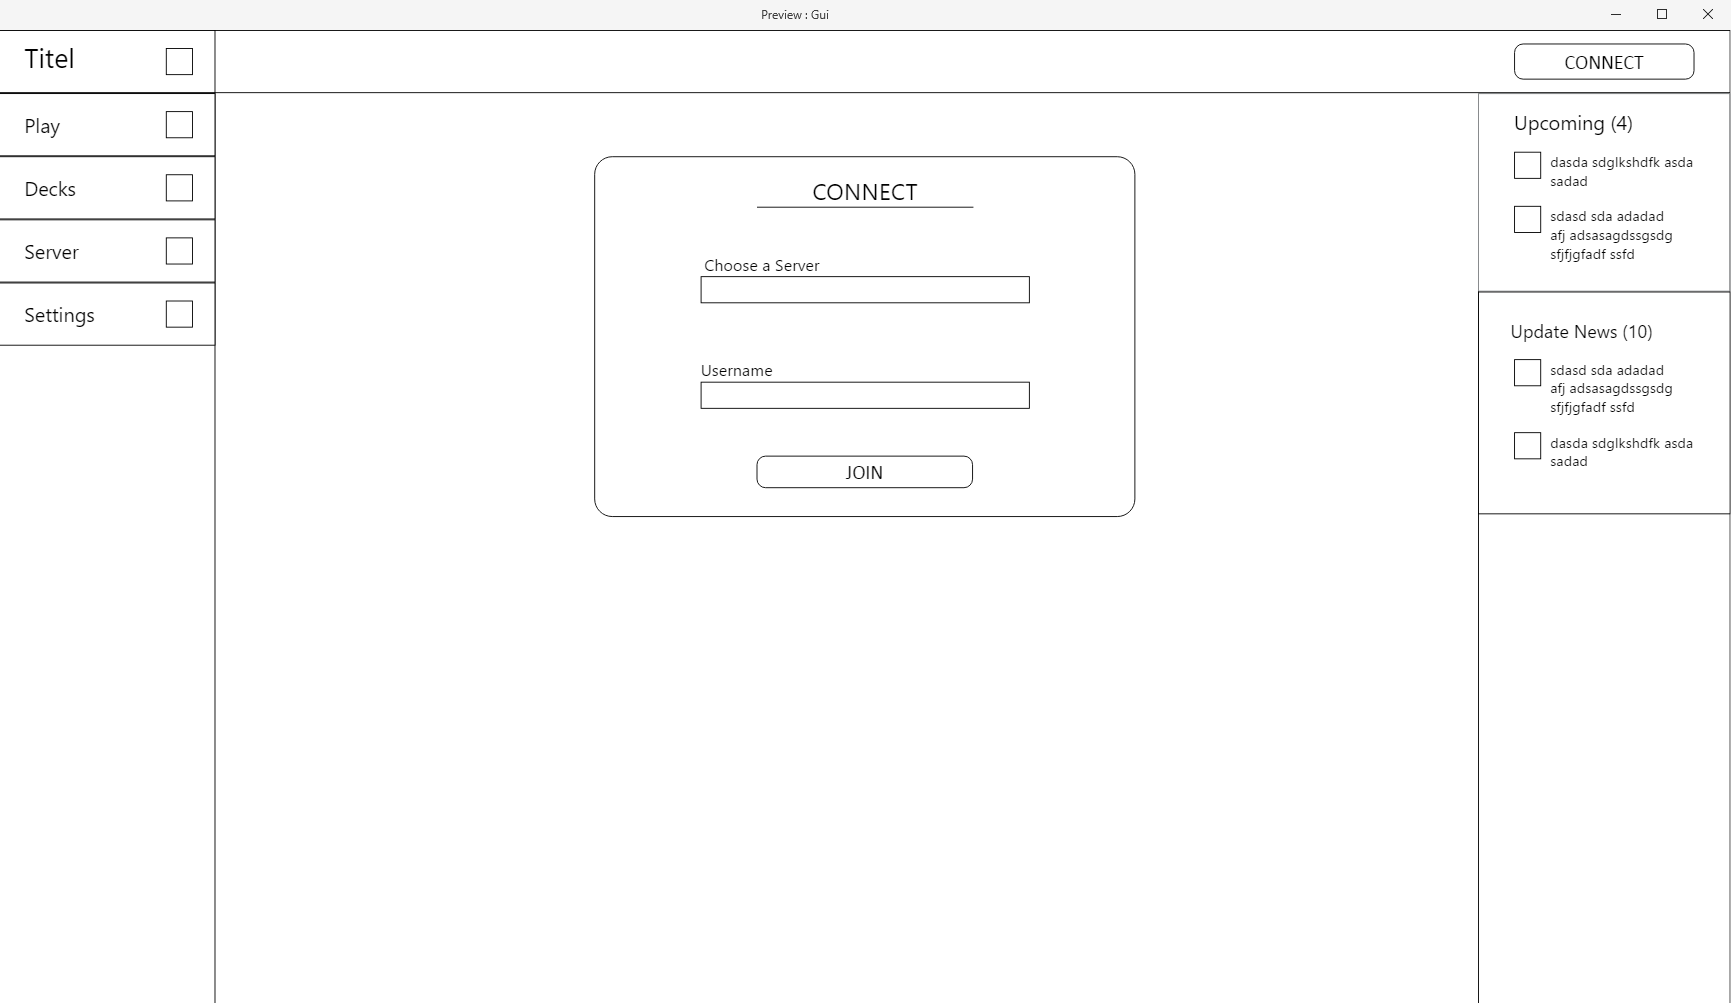 Preview : Gui
Titel
CONNECT
Play
Decks
Server
Settings
CONNECT
Choose a Server
Username
JOIN
Upcoming (4)
dasda sdglkshdfk asda
sadad
sdasd sda adadad
afj adsasagdssgsdg
sfjfjgfadf ssfd
Update News (10)
sdasd sda adadad
afj adsasagdssgsdg
sfjfjgfadf ssfd
dasda sdglkshdfk asda
sadad